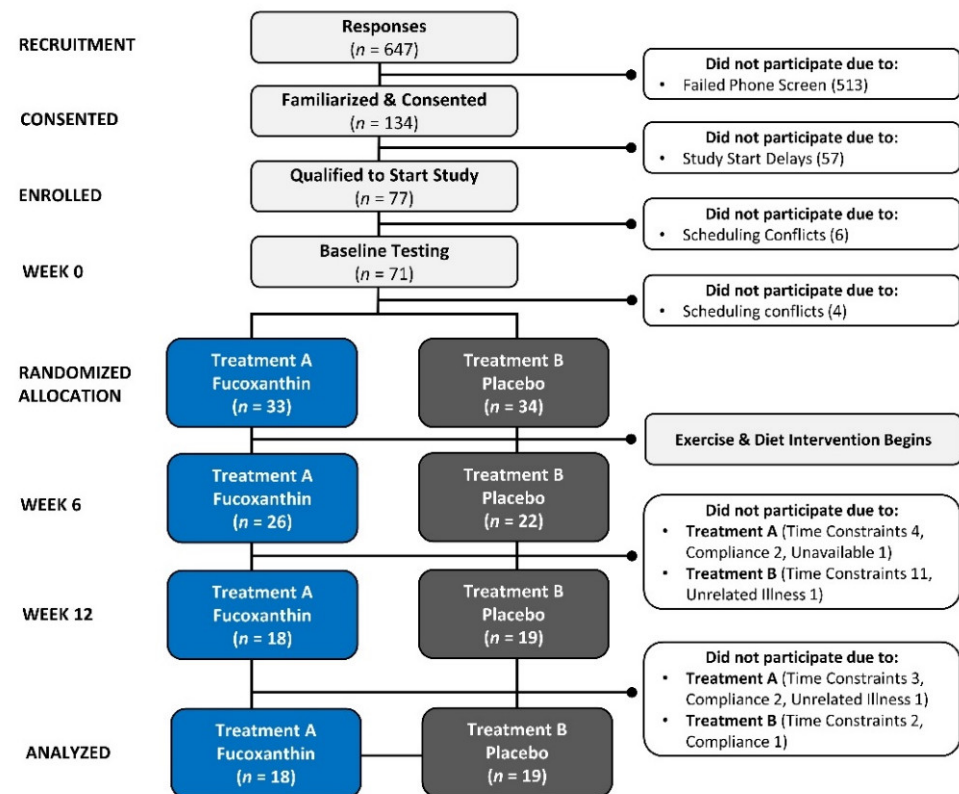 RECRUITMENT
Responses
(n = 647)
Did not participate due to:
• Failed Phone Screen (513)
CONSENTED
Familiarized & Consented
(n = 134)
Did not participate due to:
• Study Start Delays (57)
ENROLLED
Qualified to Start Study
(n = 77)
Did not participate due to:
• Scheduling Conflicts (6)
WEEK 0
Baseline Testing
(n = 71)
Did not participate due to:
• Scheduling conflicts (4)
RANDOMIZED
ALLOCATION
Treatment A
Fucoxanthin
(n = 33)
Treatment B
Placebo
(n = 34)
Exercise & Diet Intervention Begins
WEEK 6
Treatment A
Fucoxanthin
(n = 26)
Treatment B
Placebo
(n = 22)
Did not participate due to:
• Treatment A (Time Constraints 4,
Compliance 2, Unavailable 1)
• Treatment B (Time Constraints 11,
Unrelated Illness 1)
WEEK 12
Treatment A
Fucoxanthin
(n = 18)
Treatment B
Placebo
(n = 19)
Did not participate due to:
• Treatment A (Time Constraints 3,
Compliance 2, Unrelated Illness 1)
• Treatment B (Time Constraints 2,
Compliance 1)
ANALYZED
Treatment A
Fucoxanthin
(n = 18)
Treatment B
Placebo
(n = 19)